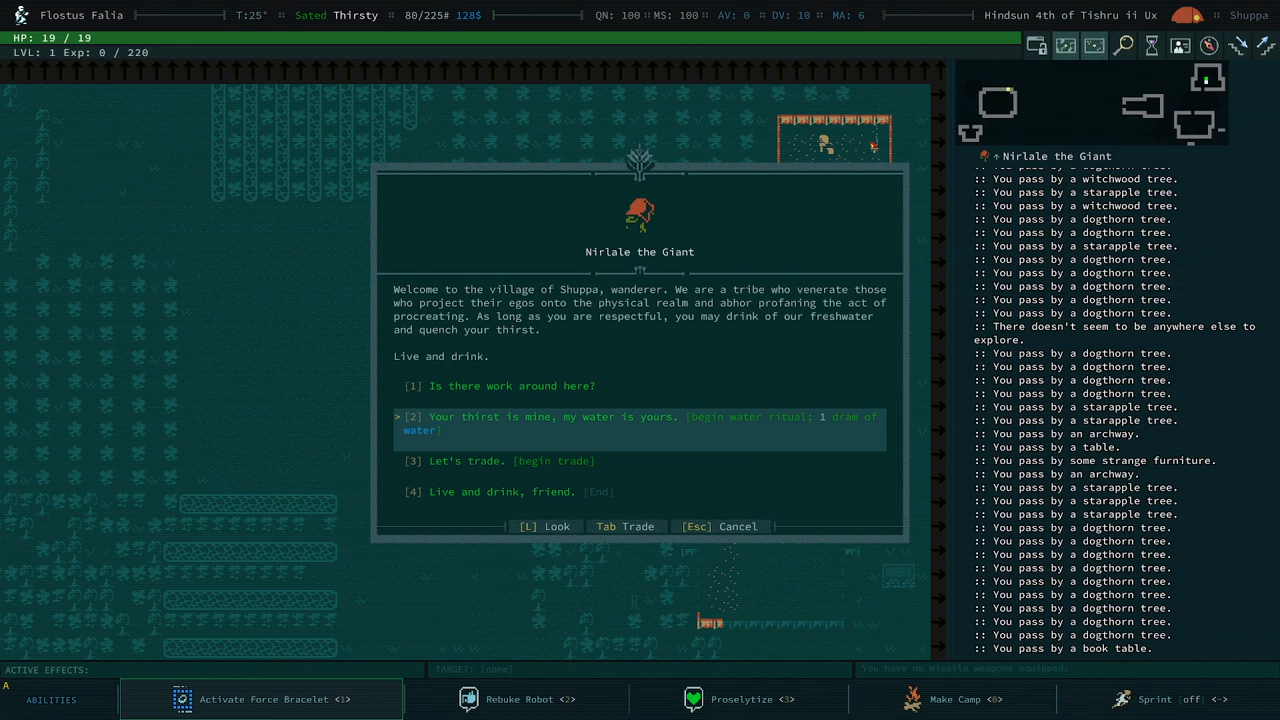 Flostus Falia T:25° :: Sated Thirsty :: 80/225# 128$ QN: 100 :: MS: 100 :: AV: 0 :: DV: 10 :: MA: 6 Hindsun 4th of Tishru ii Ux :: Shuppa
HP: 19 / 19
LVL: 1 Exp: 0 / 220
↑ Nirlale the Giant
:: You pass by a witchwood tree.
:: You pass by a starapple tree.
:: You pass by a witchwood tree.
:: You pass by a dogthorn tree.
:: You pass by a dogthorn tree.
:: You pass by a starapple tree.
:: You pass by a dogthorn tree.
:: You pass by a dogthorn tree.
:: You pass by a dogthorn tree.
:: You pass by a dogthorn tree.
:: You pass by a dogthorn tree.
:: There doesn't seem to be anywhere else to
explore.
:: You pass by a dogthorn tree.
:: You pass by a dogthorn tree.
:: You pass by a dogthorn tree.
:: You pass by a dogthorn tree.
:: You pass by a starapple tree.
:: You pass by a starapple tree.
:: You pass by an archway.
:: You pass by a table.
:: You pass by some strange furniture.
:: You pass by an archway.
:: You pass by a starapple tree.
:: You pass by a starapple tree.
:: You pass by a starapple tree.
:: You pass by a dogthorn tree.
:: You pass by a dogthorn tree.
:: You pass by a dogthorn tree.
:: You pass by a dogthorn tree.
:: You pass by a dogthorn tree.
:: You pass by a dogthorn tree.
:: You pass by a dogthorn tree.
:: You pass by a dogthorn tree.
:: You pass by a dogthorn tree.
:: You pass by a book table.
Nirlale the Giant
Welcome to the village of Shuppa, wanderer. We are a tribe who venerate those
who project their egos onto the physical realm and abhor profaning the act of
procreating. As long as you are respectful, you may drink of our freshwater
and quench your thirst.
Live and drink.
[1] Is there work around here?
> [2] Your thirst is mine, my water is yours. [begin water ritual; 1 dram of
water]
[3] Let's trade. [begin trade]
[4] Live and drink, friend. [End]
[L] Look Tab Trade [Esc] Cancel
ACTIVE EFFECTS: TARGET: [none] You have no missile weapons equipped.
A
ABILITIES Activate Force Bracelet <1> Rebuke Robot <2> Proselytize <3> Make Camp <0> Sprint [off] <->